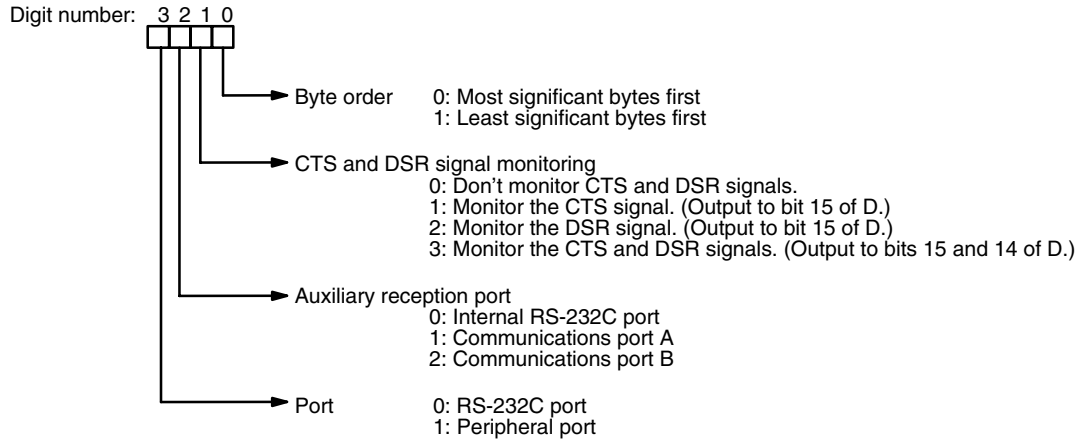 Digit number: 3 2 1 0
Byte order 0: Most significant bytes first
1: Least significant bytes first
CTS and DSR signal monitoring
0: Don't monitor CTS and DSR signals.
1: Monitor the CTS signal. (Output to bit 15 of D.)
2: Monitor the DSR signal. (Output to bit 15 of D.)
3: Monitor the CTS and DSR signals. (Output to bits 15 and 14 of D.)
Auxiliary reception port
0: Internal RS-232C port
1: Communications port A
2: Communications port B
Port 0: RS-232C port
1: Peripheral port